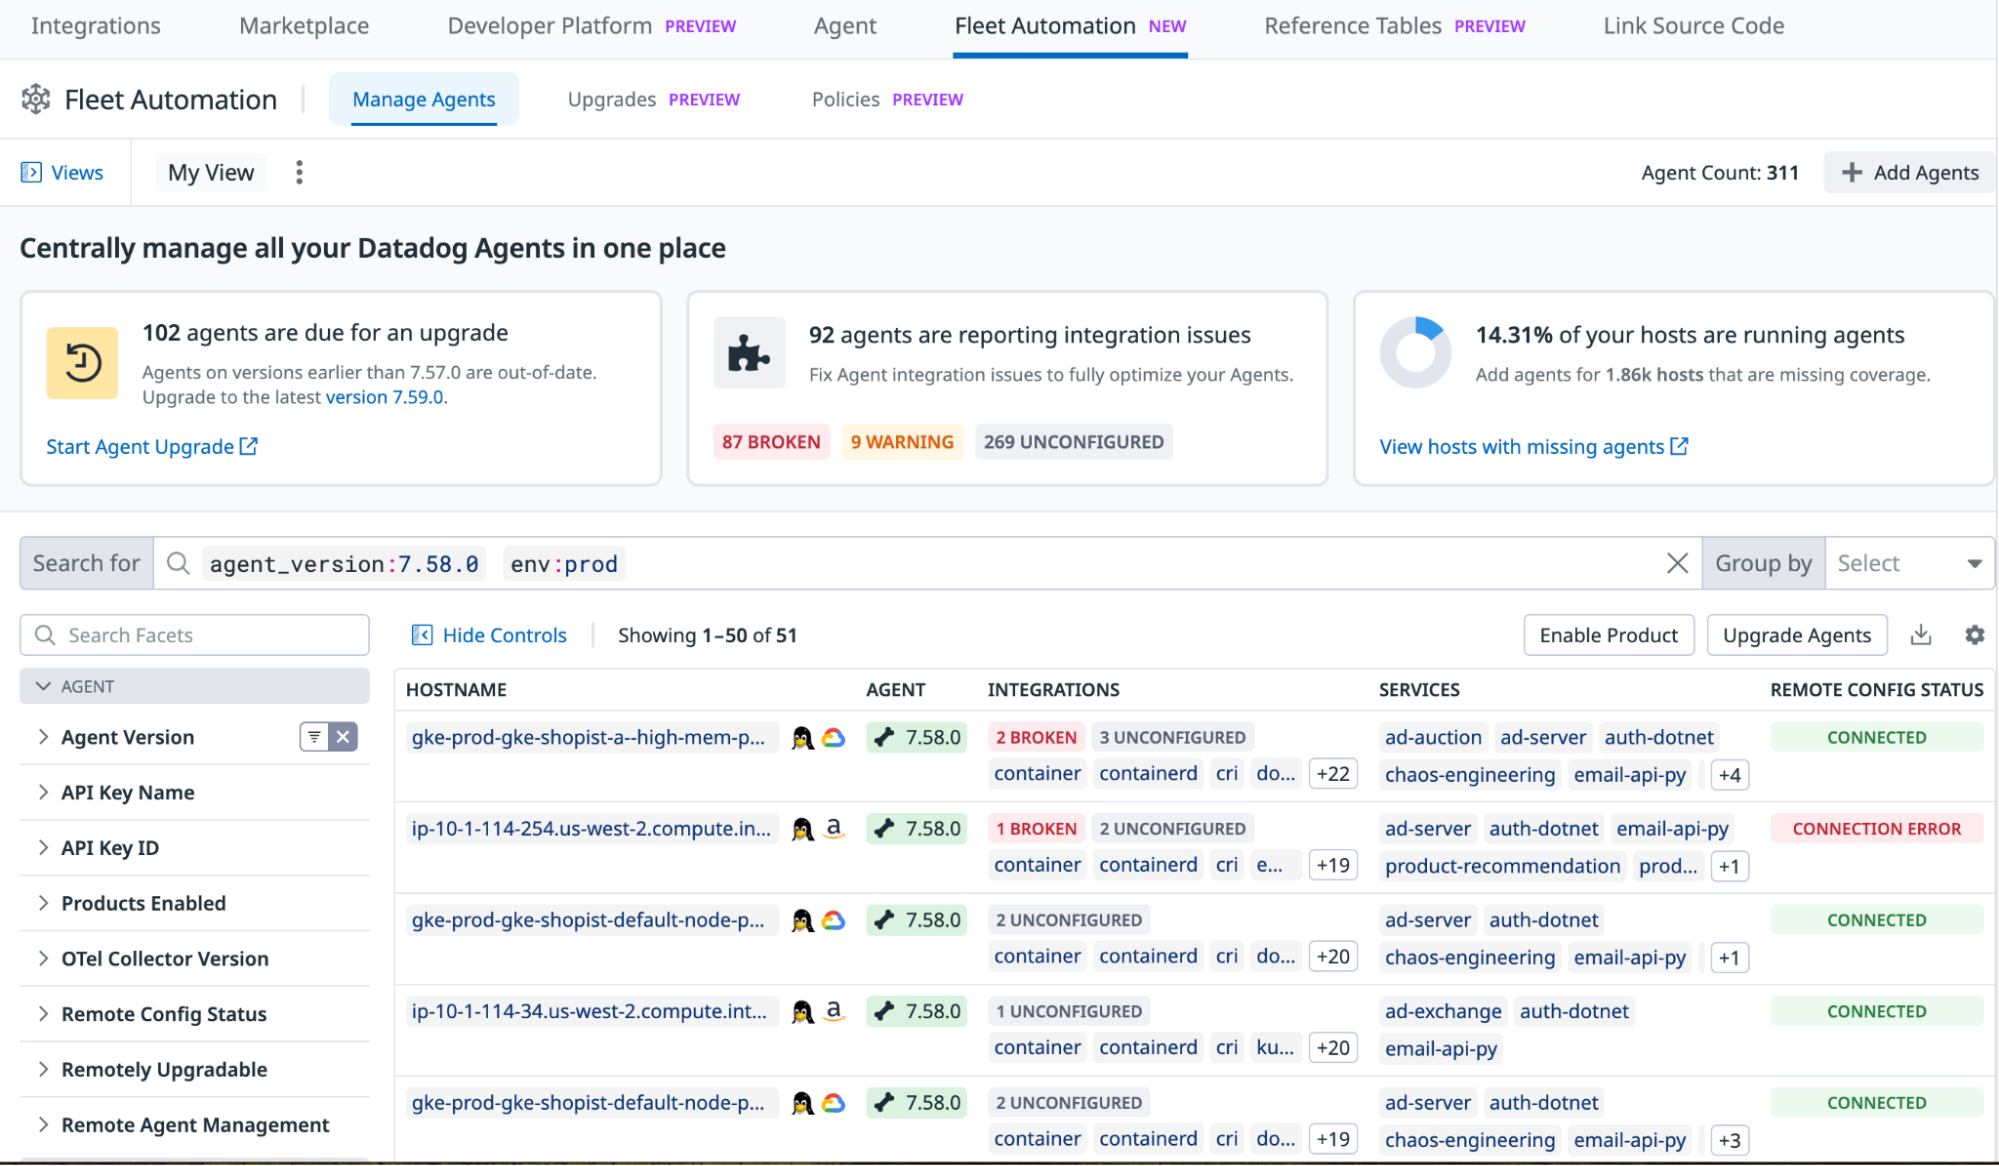 Integrations Marketplace Developer Platform PREVIEW Agent Fleet Automation NEW Reference Tables PREVIEW Link Source Code
Fleet Automation Manage Agents Upgrades PREVIEW Policies PREVIEW
Views My View Agent Count: 311 + Add Agents
Centrally manage all your Datadog Agents in one place
102 agents are due for an upgrade
Agents on versions earlier than 7.57.0 are out-of-date.
Upgrade to the latest version 7.59.0.
Start Agent Upgrade
92 agents are reporting integration issues
Fix Agent integration issues to fully optimize your Agents.
87 BROKEN 9 WARNING 269 UNCONFIGURED
14.31% of your hosts are running agents
Add agents for 1.86k hosts that are missing coverage.
View hosts with missing agents
Search for agent_version:7.58.0 env:prod Group by Select
Search Facets
AGENT
Agent Version
API Key Name
API Key ID
Products Enabled
OTel Collector Version
Remote Config Status
Remotely Upgradable
Remote Agent Management
Hide Controls Showing 1–50 of 51 Enable Product Upgrade Agents
HOSTNAME AGENT INTEGRATIONS SERVICES REMOTE CONFIG STATUS
gke-prod-gke-shopist-a--high-mem-p... 7.58.0 2 BROKEN 3 UNCONFIGURED ad-auction ad-server auth-dotnet CONNECTED
container containerd cri do... +22 chaos-engineering email-api-py +4
ip-10-1-114-254.us-west-2.compute.in... a 7.58.0 1 BROKEN 2 UNCONFIGURED ad-server auth-dotnet email-api-py CONNECTION ERROR
container containerd cri e... +19 product-recommendation prod... +1
gke-prod-gke-shopist-default-node-p... 7.58.0 2 UNCONFIGURED ad-server auth-dotnet CONNECTED
container containerd cri do... +20 chaos-engineering email-api-py +1
ip-10-1-114-34.us-west-2.compute.int... a 7.58.0 1 UNCONFIGURED ad-exchange auth-dotnet CONNECTED
container containerd cri ku... +20 email-api-py
gke-prod-gke-shopist-default-node-p... 7.58.0 2 UNCONFIGURED ad-server auth-dotnet CONNECTED
container containerd cri do... +19 chaos-engineering email-api-py +3